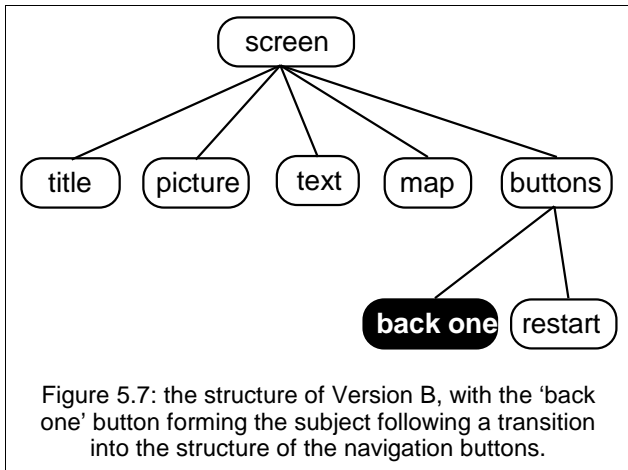 screen
title
picture
text
map
buttons
back one
restart
Figure 5.7: the structure of Version B, with the ‘back
one’ button forming the subject following a transition
into the structure of the navigation buttons.